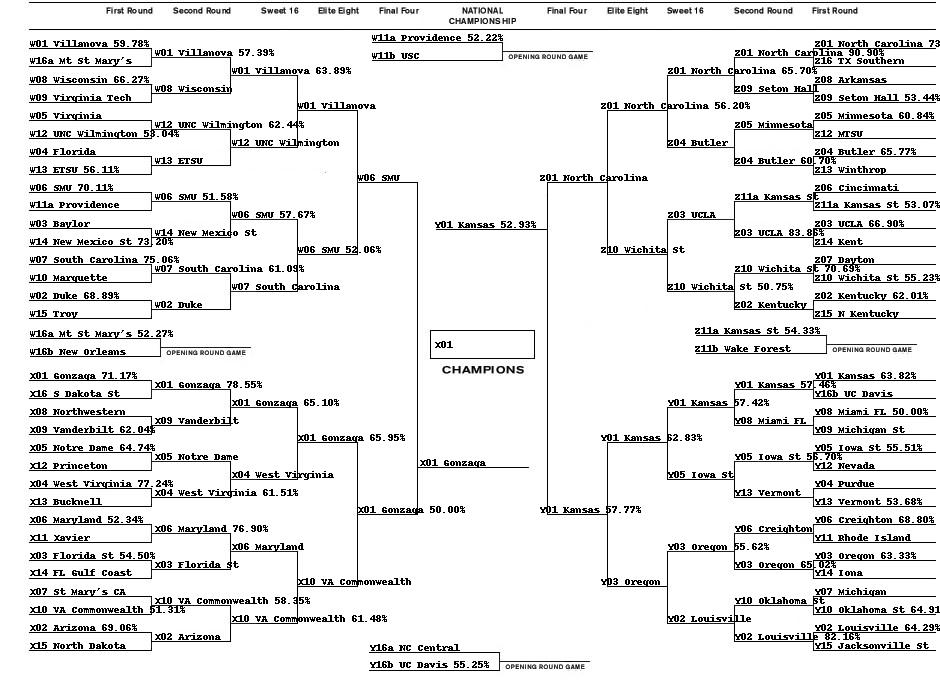 First Round Second Round Sweet 16 Elite Eight Final Four NATIONAL CHAMPIONSHIP Final Four Elite Eight Sweet 16 Second Round First Round
W11a Providence 52.22%
W11b USC
OPENING ROUND GAME
W01 Villanova 59.78%
W16a Mt St Mary's
W08 Wisconsin 66.27%
W09 Virginia Tech
W05 Virginia
W12 UNC Wilmington 53.04%
W04 Florida
W13 ETSU 56.11%
W06 SMU 70.11%
W11a Providence
W03 Baylor
W14 New Mexico St 73.20%
W07 South Carolina 75.06%
W10 Marquette
W02 Duke 68.89%
W15 Troy
W16a Mt St Mary's 52.27%
W16b New Orleans
OPENING ROUND GAME
W01 Villanova 57.39%
W08 Wisconsin
W12 UNC Wilmington 62.44%
W13 ETSU
W06 SMU 51.58%
W14 New Mexico St
W07 South Carolina 61.09%
W02 Duke
W01 Villanova 63.89%
W12 UNC Wilmington
W06 SMU 57.67%
W07 South Carolina
W01 Villanova
W06 SMU 52.06%
W06 SMU
X01 Gonzaga 71.17%
X16 S Dakota St
X08 Northwestern
X09 Vanderbilt 62.04%
X05 Notre Dame 64.74%
X12 Princeton
X04 West Virginia 77.24%
X13 Bucknell
X06 Maryland 52.34%
X11 Xavier
X03 Florida St 54.50%
X14 FL Gulf Coast
X07 St Mary's CA
X10 VA Commonwealth 51.31%
X02 Arizona 69.06%
X15 North Dakota
X01 Gonzaga 78.55%
X09 Vanderbilt
X05 Notre Dame
X04 West Virginia 61.51%
X06 Maryland 76.90%
X03 Florida St
X10 VA Commonwealth 58.35%
X02 Arizona
X01 Gonzaga 65.10%
X04 West Virginia
X06 Maryland
X10 VA Commonwealth 61.48%
X01 Gonzaga 65.95%
X10 VA Commonwealth
X01 Gonzaga 50.00%
X01 Gonzaga
Y01 Kansas 52.93%
X01
CHAMPIONS
Z01 North Carolina
Z01 North Carolina 56.20%
Z10 Wichita St
Z01 North Carolina 65.70%
Z04 Butler
Z03 UCLA
Z10 Wichita St 50.75%
Z01 North Carolina 90.90%
Z09 Seton Hall
Z05 Minnesota
Z04 Butler 60.70%
Z11a Kansas St
Z03 UCLA 83.86%
Z10 Wichita St 70.69%
Z02 Kentucky
Z01 North Carolina 73
Z16 TX Southern
Z08 Arkansas
Z09 Seton Hall 53.44%
Z05 Minnesota 60.84%
Z12 MTSU
Z04 Butler 65.77%
Z13 Winthrop
Z06 Cincinnati
Z11a Kansas St 53.07%
Z03 UCLA 66.90%
Z14 Kent
Z07 Dayton
Z10 Wichita St 55.23%
Z02 Kentucky 62.01%
Z15 N Kentucky
Z11a Kansas St 54.33%
Z11b Wake Forest
OPENING ROUND GAME
Y01 Kansas 57.77%
Y01 Kansas 62.83%
Y03 Oregon
Y01 Kansas 57.42%
Y05 Iowa St
Y03 Oregon 55.62%
Y02 Louisville
Y01 Kansas 57.46%
Y08 Miami FL
Y05 Iowa St 56.70%
Y13 Vermont
Y06 Creighton
Y03 Oregon 65.02%
Y10 Oklahoma St
Y02 Louisville 82.16%
Y01 Kansas 63.82%
Y16b UC Davis
Y08 Miami FL 50.00%
Y09 Michigan St
Y05 Iowa St 55.51%
Y12 Nevada
Y04 Purdue
Y13 Vermont 53.68%
Y06 Creighton 68.80%
Y11 Rhode Island
Y03 Oregon 63.33%
Y14 Iona
Y07 Michigan
Y10 Oklahoma St 64.91
Y02 Louisville 64.29%
Y15 Jacksonville St
Y16a NC Central
Y16b UC Davis 55.25%
OPENING ROUND GAME